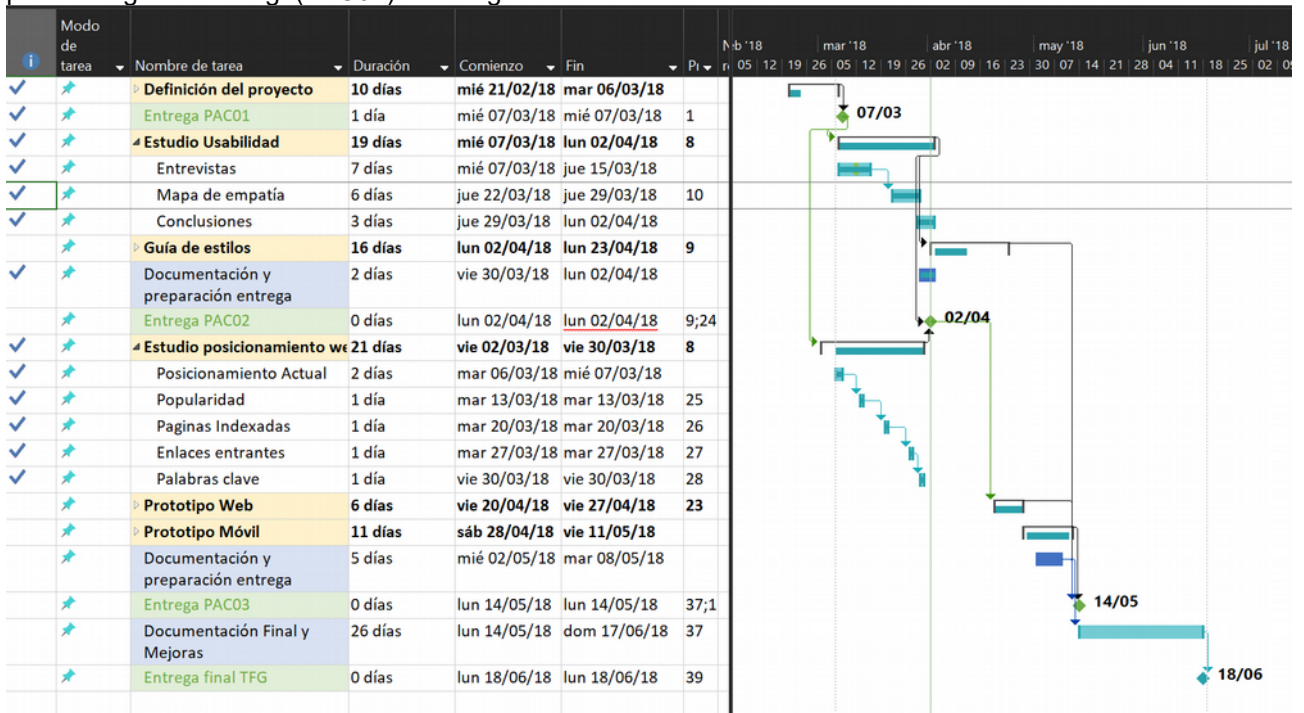 Modo de tarea Nombre de tarea Duración Comienzo Fin
b '18 mar '18 abr '18 may '18 jun '18 jul '18
05 12 19 26 05 12 19 26 02 09 16 23 30 07 14 21 28 04 11 18 25 02
Definición del proyecto 10 días mié 21/02/18 mar 06/03/18
Entrega PAC01 1 día mié 07/03/18 mié 07/03/18 1 07/03
Estudio Usabilidad 19 días mié 07/03/18 lun 02/04/18 8
Entrevistas 7 días mié 07/03/18 jue 15/03/18
Mapa de empatía 6 días jue 22/03/18 jue 29/03/18 10
Conclusiones 3 días jue 29/03/18 lun 02/04/18
Guía de estilos 16 días lun 02/04/18 lun 23/04/18 9
Documentación y 2 días vie 30/03/18 lun 02/04/18
preparación entrega
Entrega PAC02 0 días lun 02/04/18 lun 02/04/18 9;24 02/04
Estudio posicionamiento we 21 días vie 02/03/18 vie 30/03/18 8
Posicionamiento Actual 2 días mar 06/03/18 mié 07/03/18
Popularidad 1 día mar 13/03/18 mar 13/03/18 25
Paginas Indexadas 1 día mar 20/03/18 mar 20/03/18 26
Enlaces entrantes 1 día mar 27/03/18 mar 27/03/18 27
Palabras clave 1 día vie 30/03/18 vie 30/03/18 28
Prototipo Web 6 días vie 20/04/18 vie 27/04/18 23
Prototipo Móvil 11 días sáb 28/04/18 vie 11/05/18
Documentación y 5 días mié 02/05/18 mar 08/05/18
preparación entrega
Entrega PAC03 0 días lun 14/05/18 lun 14/05/18 37;1 14/05
Documentación Final y 26 días lun 14/05/18 dom 17/06/18 37
Mejoras
Entrega final TFG 0 días lun 18/06/18 lun 18/06/18 39 18/06